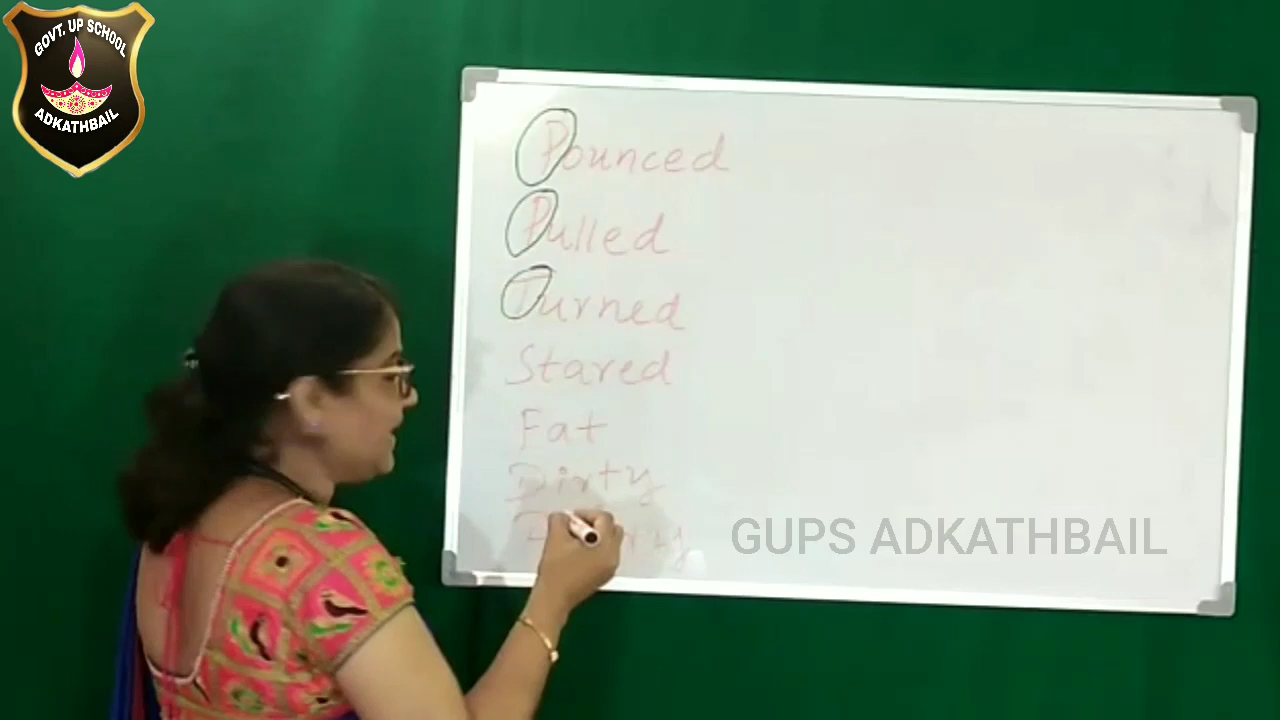 GOVT. UP SCHOOL
ADKATHBAIL
Pounced
Pulled
Turned
Stared
Fat
Dirty
GUPS ADKATHBAIL